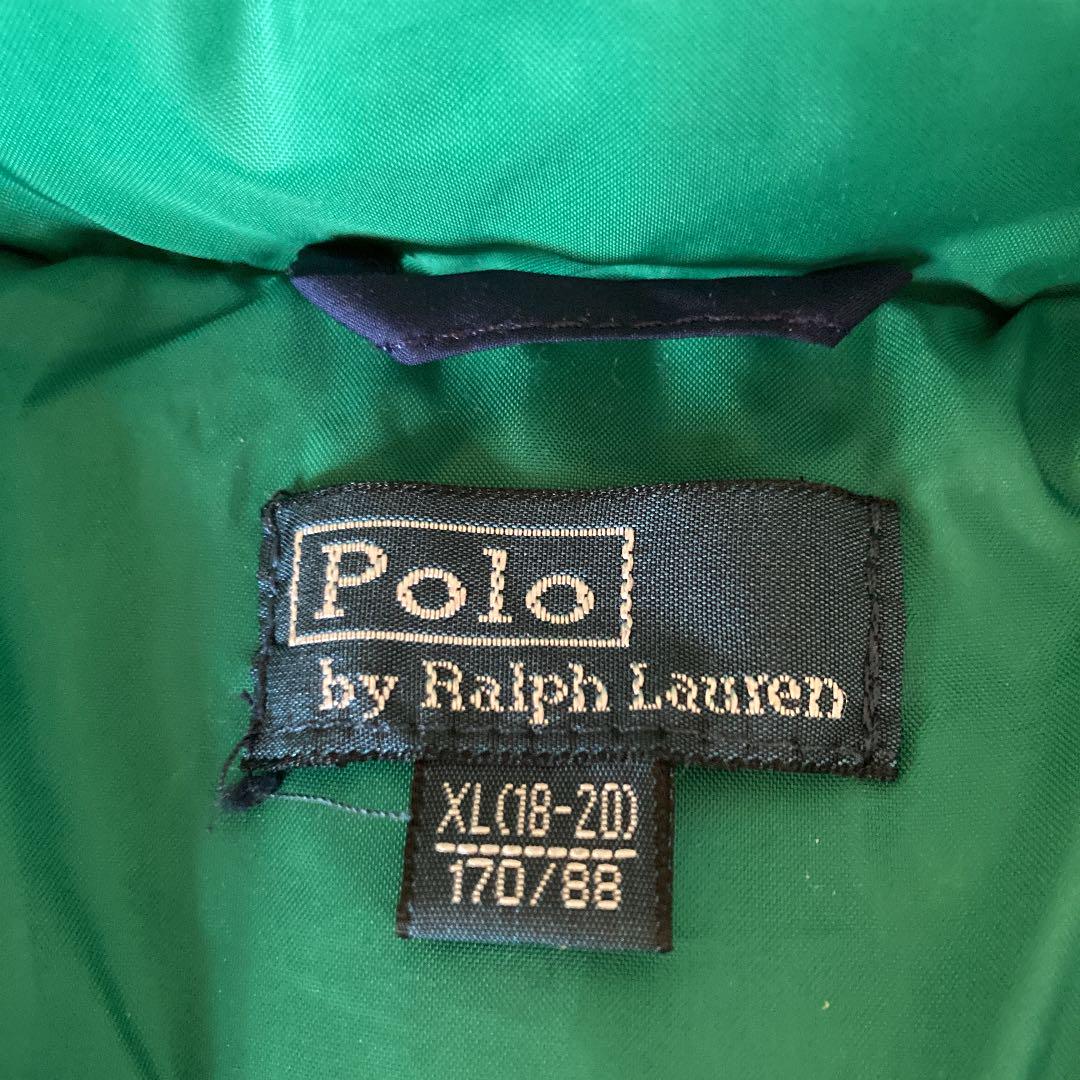 Polo
by Ralph Lauren
XL(18-20)
170/88